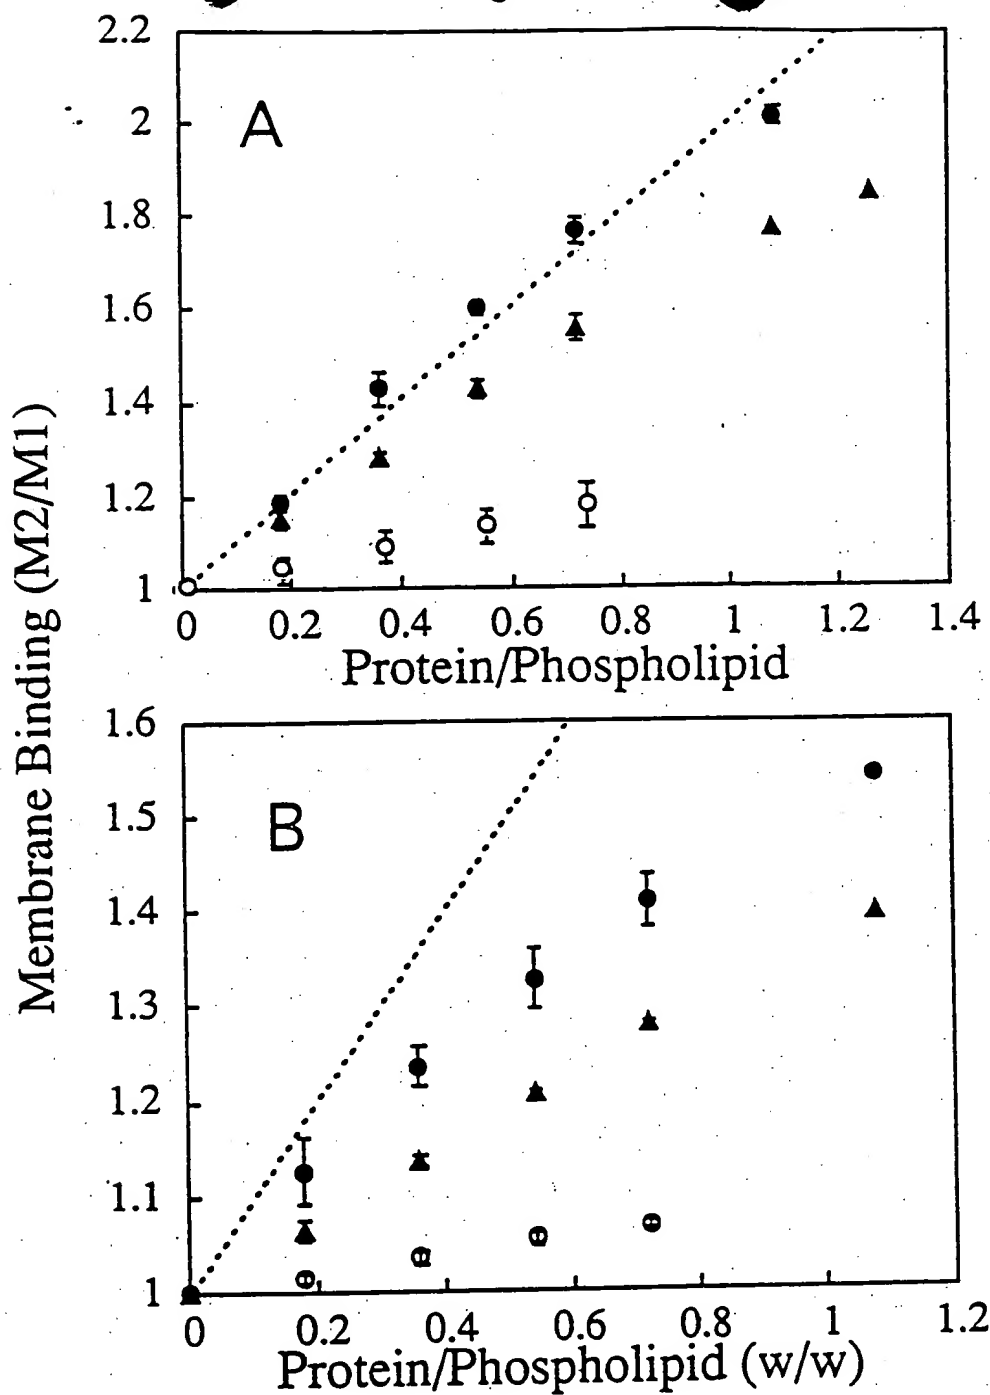 Membrane Binding (M2/M1)
A
2.2
2
1.8
1.6
1.4
1.2
1
0 0.2 0.4 0.6 0.8 1 1.2 1.4
Protein/Phospholipid
B
1.6
1.5
1.4
1.3
1.2
1.1
1
0 0.2 0.4 0.6 0.8 1 1.2
Protein/Phospholipid (w/w)